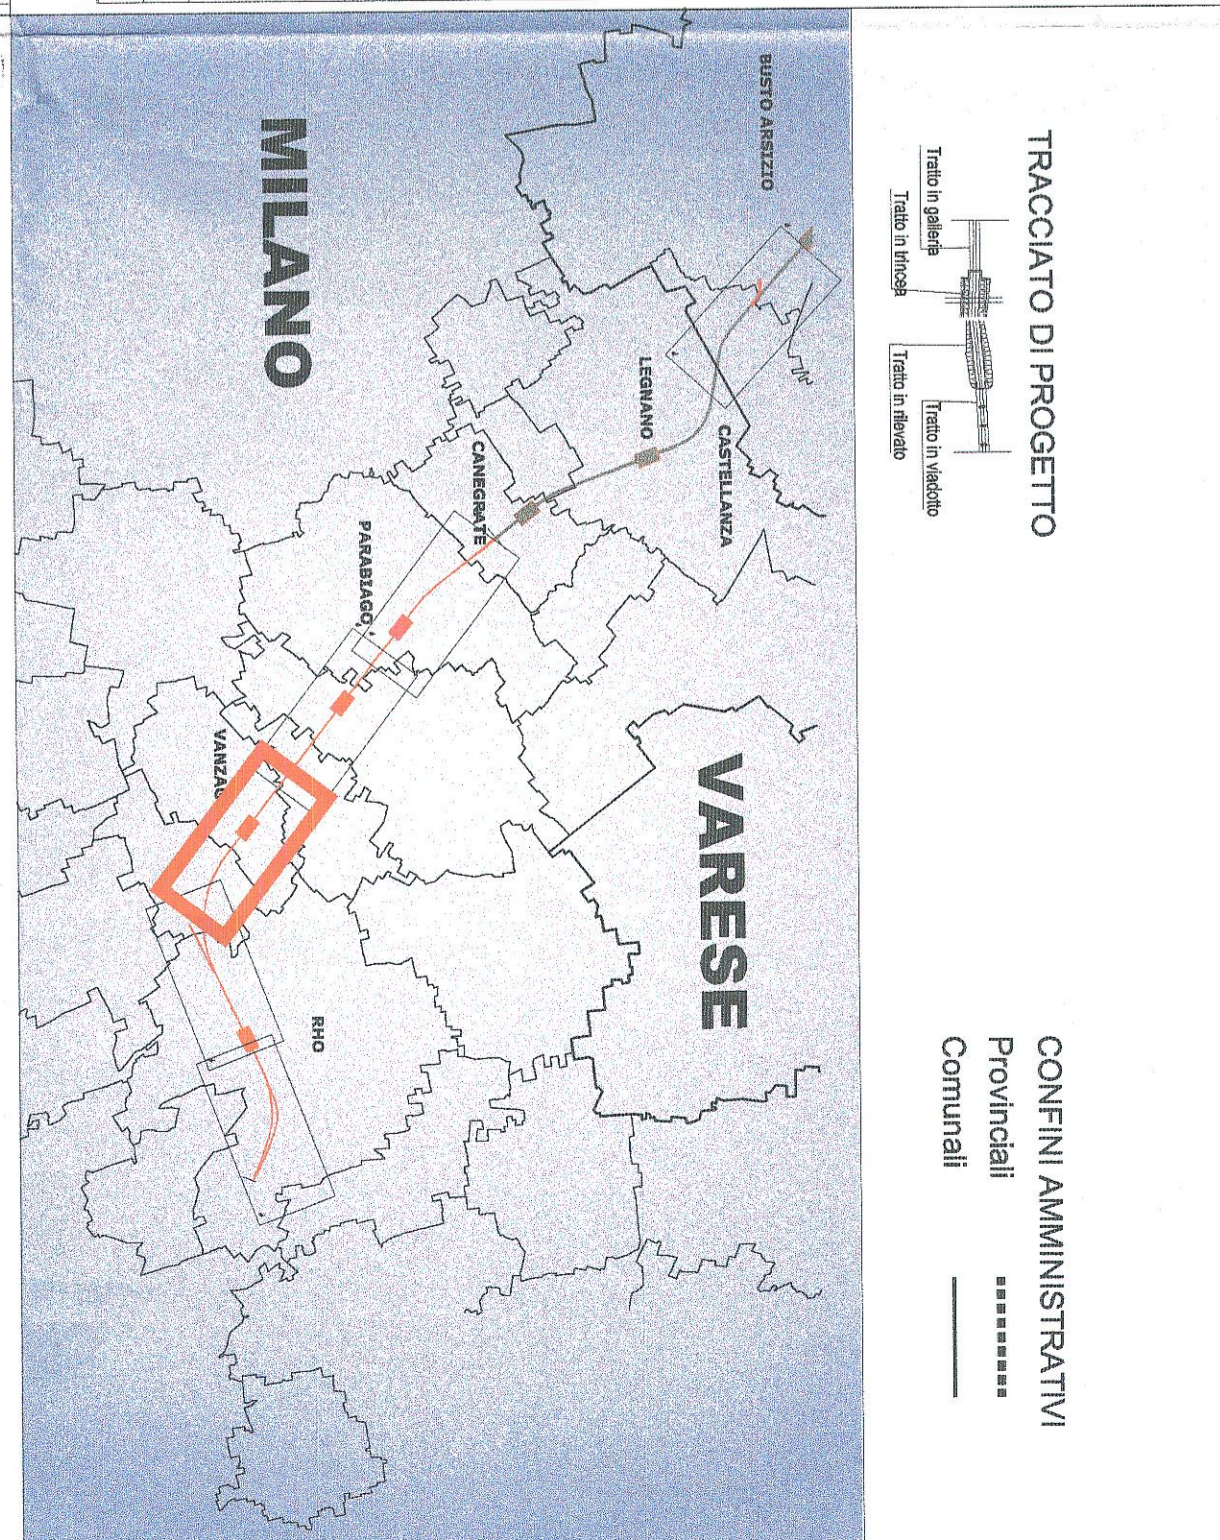 TRACCIATO DI PROGETTO
Tratto in galleria
Tratto in trincea
Tratto in viadotto
Tratto in rilevato
CONFINI AMMINISTRATIVI
Provinciali
Comunali
BUSTO ARSIZIO
CASTELLANZA
LEGNANO
CANEGRATE
PARABIAGO
VANZAG
RHO
VARESE
MILANO